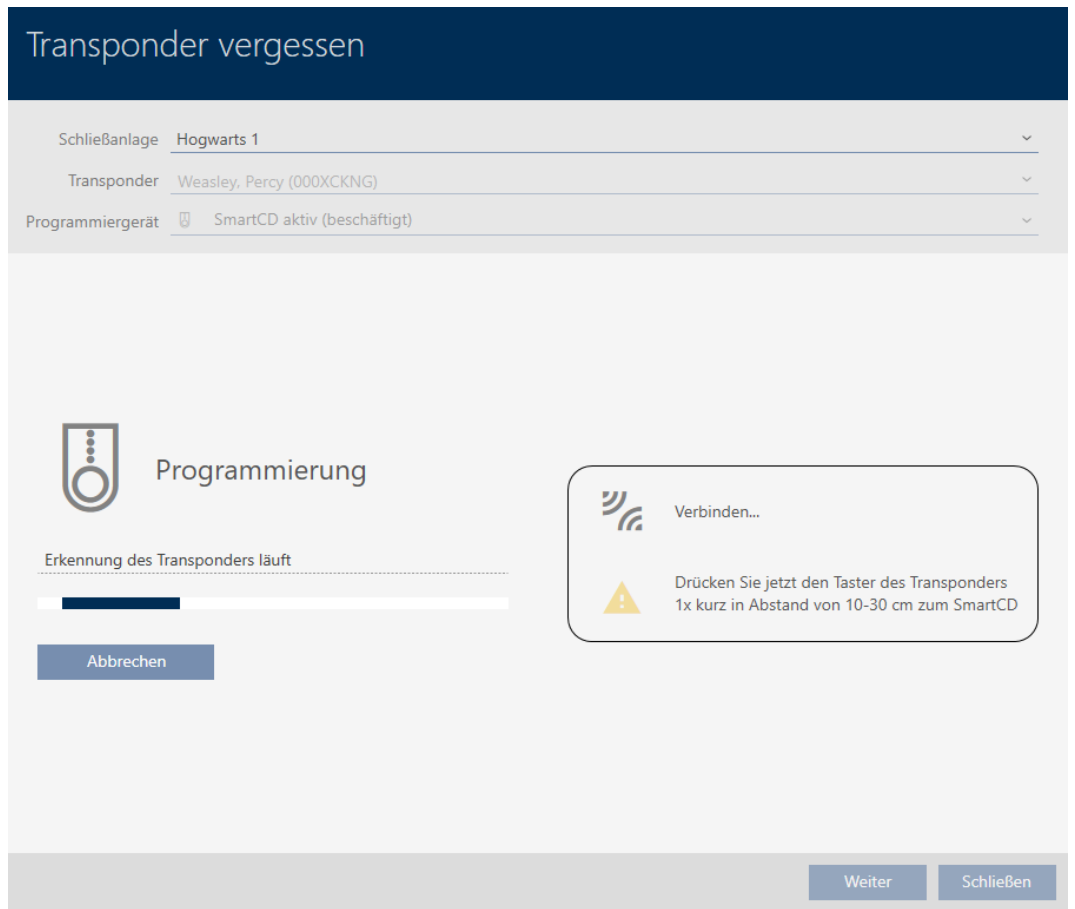 Transponder vergessen
Schließanlage Hogwarts 1
Transponder Weasley, Percy (000XCKNG)
Programmiergerät SmartCD aktiv (beschäftigt)
Programmierung
Erkennung des Transponders läuft
Abbrechen
Verbinden...
Drücken Sie jetzt den Taster des Transponders
1x kurz in Abstand von 10-30 cm zum SmartCD
Weiter Schließen